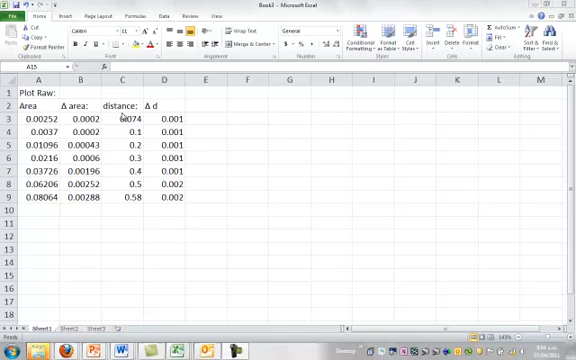 Book3 - Microsoft Excel
File Home Insert Page Layout Formulas Data Review View
Cut
Copy
Format Painter
Clipboard
Calibri 11
Font
Wrap Text
Merge & Center
Alignment
General
Number
Conditional Formatting
Format as Table
Cell Styles
Styles
Insert Delete Format
Cells
AutoSum
Fill
Clear
Sort & Filter
Find & Select
Editing
A15
A B C D E F G H I J K L M
1 Plot Raw:
2 Area Δ area: distance: Δ d
3 0.00252 0.0002 0.074 0.001
4 0.0037 0.0002 0.1 0.001
5 0.01096 0.00043 0.2 0.001
6 0.0216 0.0006 0.3 0.001
7 0.03726 0.00196 0.4 0.001
8 0.06206 0.00252 0.5 0.002
9 0.08064 0.00288 0.58 0.002
10
11
12
13
14
15
16
17
18
Sheet1 Sheet2 Sheet3
Ready
Desktop